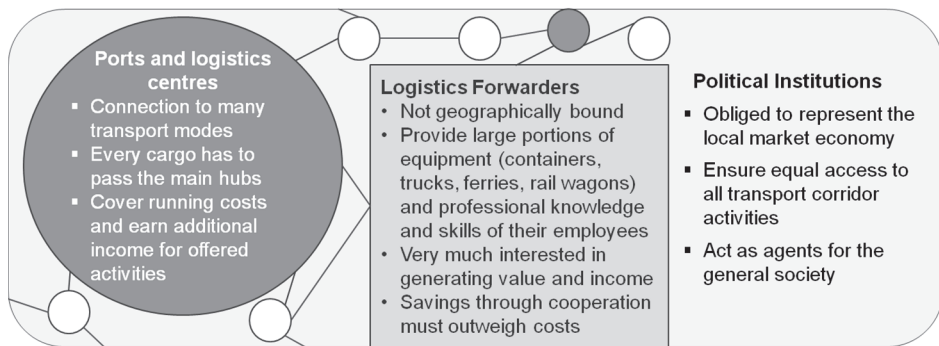 Ports and logistics
centres
▪ Connection to many
transport modes
▪ Every cargo has to
pass the main hubs
▪ Cover running costs
and earn additional
income for offered
activities
Logistics Forwarders
• Not geographically bound
• Provide large portions of
equipment (containers,
trucks, ferries, rail wagons)
and professional knowledge
and skills of their employees
• Very much interested in
generating value and income
• Savings through cooperation
must outweigh costs
Political Institutions
▪ Obliged to represent the
local market economy
▪ Ensure equal access to
all transport corridor
activities
▪ Act as agents for the
general society